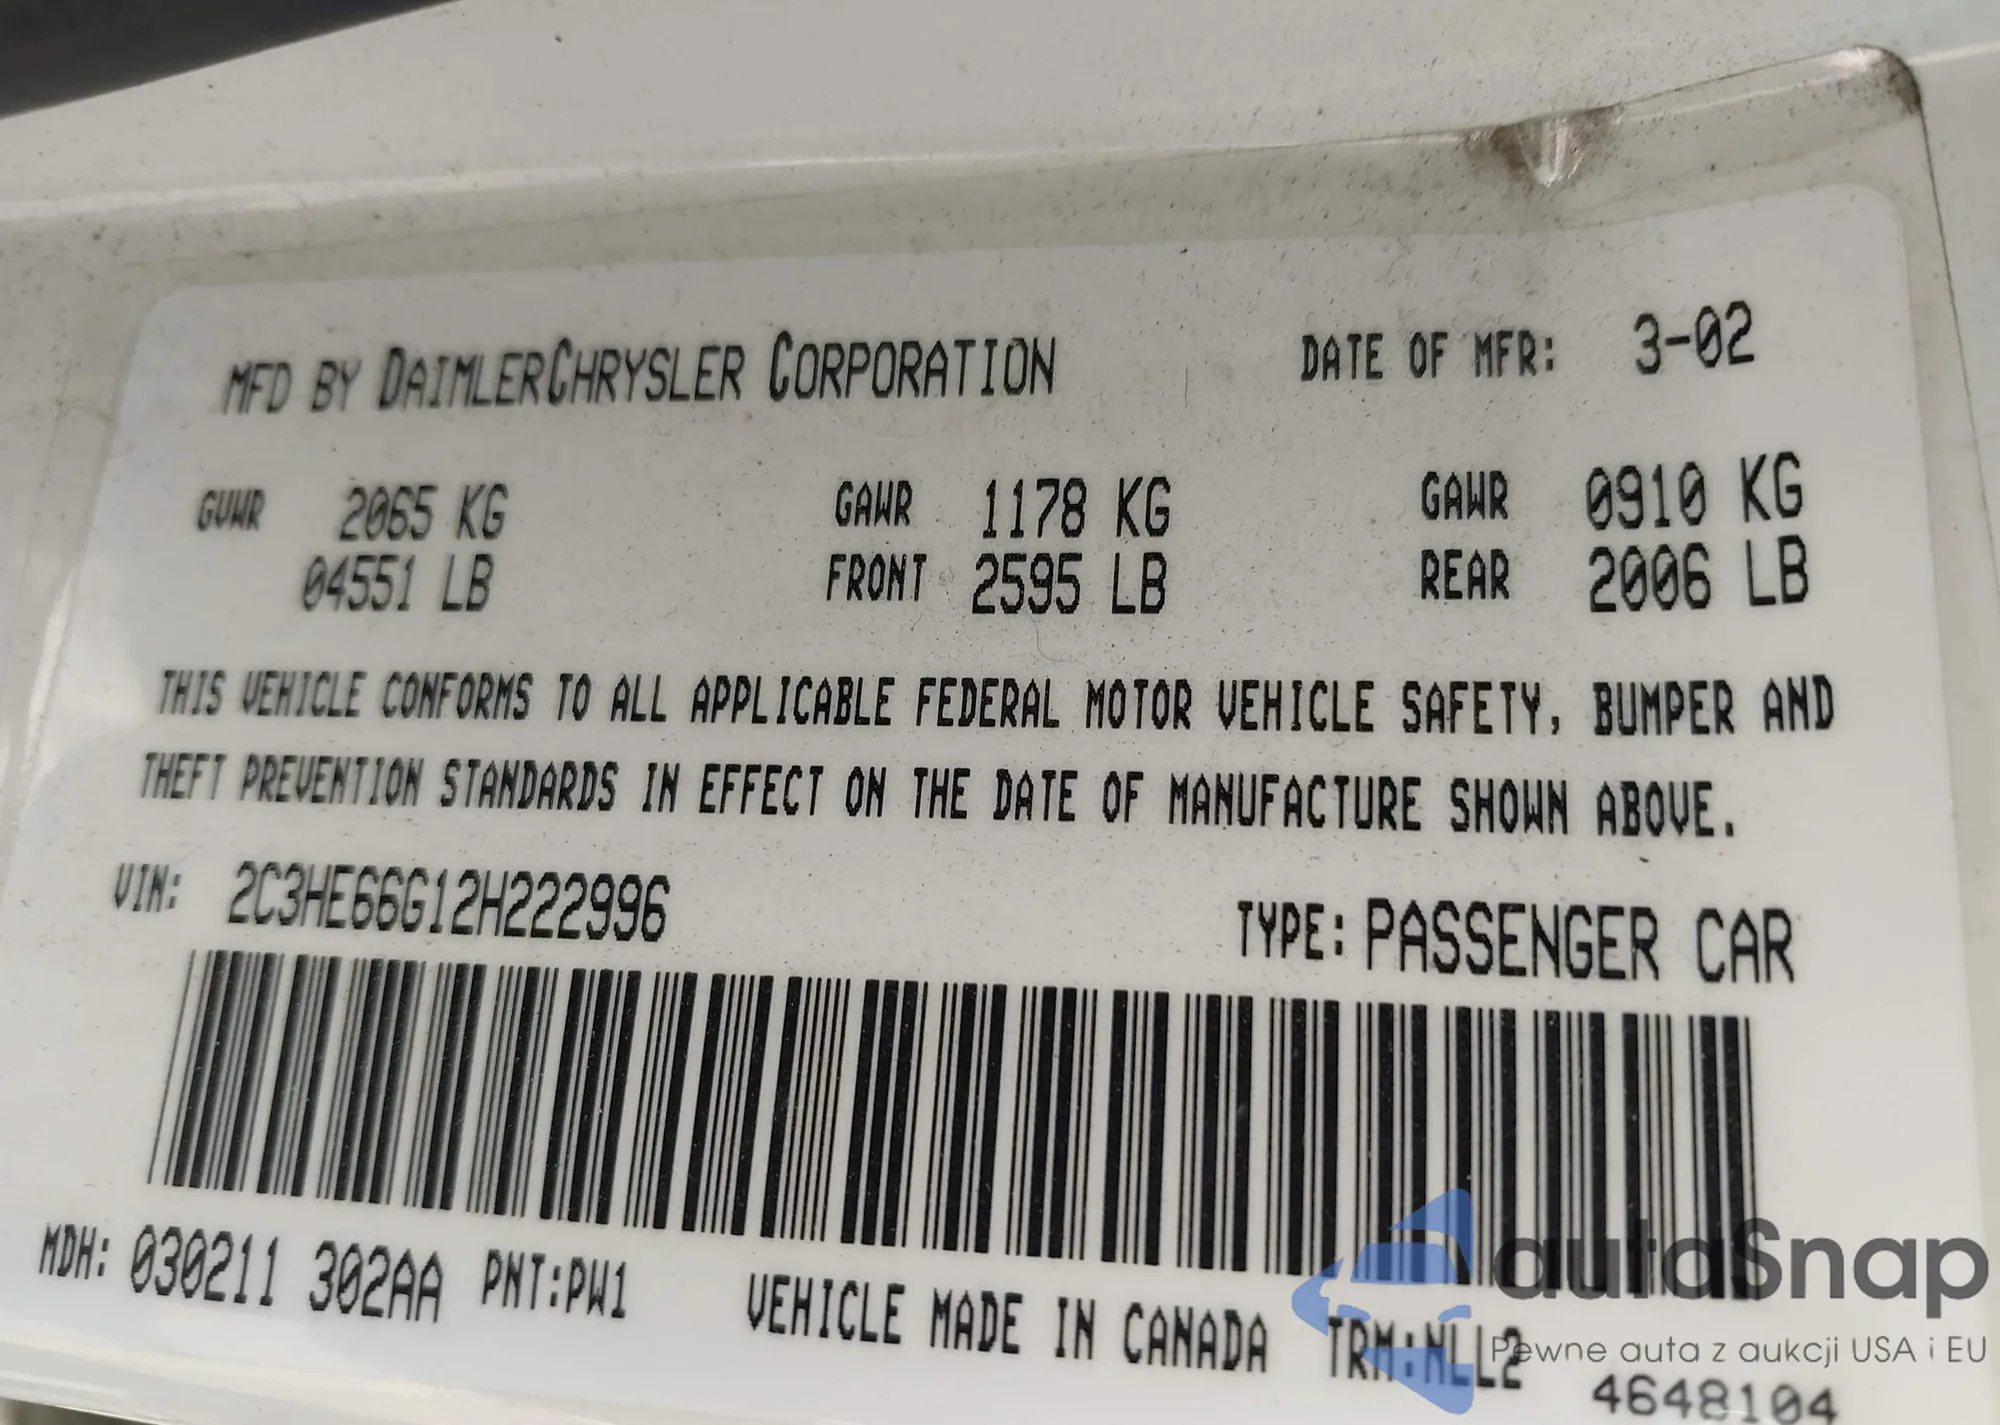 MFD BY DAIMLERCHRYSLER CORPORATION DATE OF MFR: 3-02
GVWR 2065 KG GAWR 1178 KG GAWR 0910 KG
04551 LB FRONT 2595 LB REAR 2006 LB
THIS VEHICLE CONFORMS TO ALL APPLICABLE FEDERAL MOTOR VEHICLE SAFETY, BUMPER AND
THEFT PREVENTION STANDARDS IN EFFECT ON THE DATE OF MANUFACTURE SHOWN ABOVE.
VIN: 2C3HE66G12H222996 TYPE: PASSENGER CAR
MDH: 030211 302AA PNT:PW1 VEHICLE MADE IN CANADA TRM:NLL2
4648104
autaSnap
Pewne auta z aukcji USA i EU